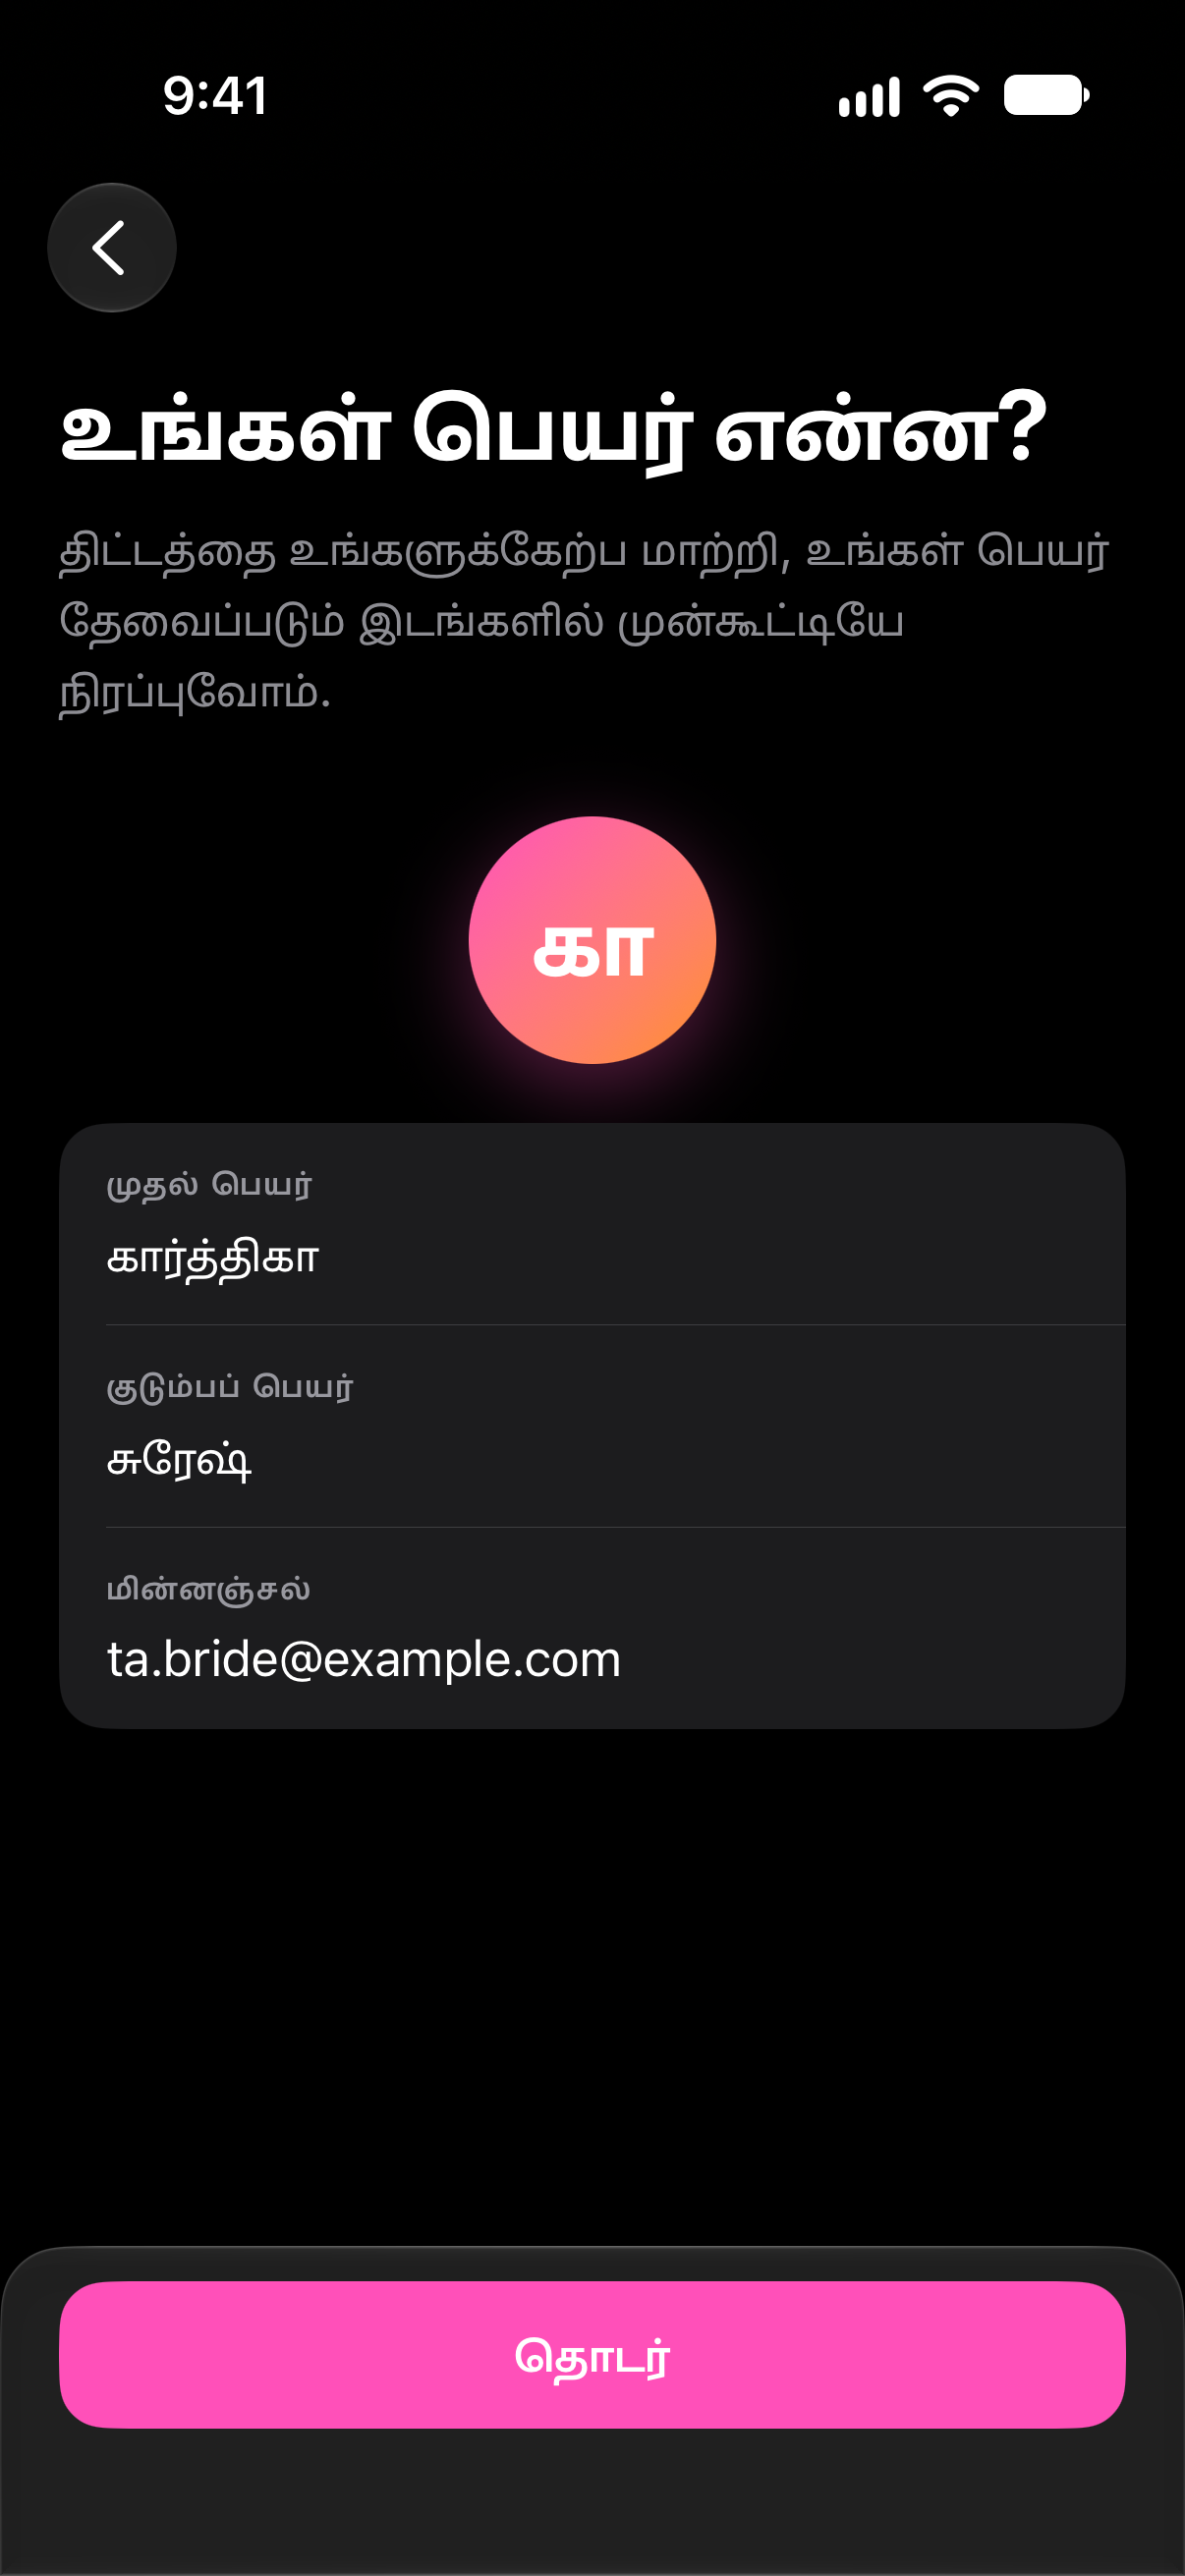 9:41
உங்கள் பெயர் என்ன?
திட்டத்தை உங்களுக்கேற்ப மாற்றி, உங்கள் பெயர்
தேவைப்படும் இடங்களில் முன்கூட்டியே
நிரப்புவோம்.
கா
முதல் பெயர்
கார்த்திகா
குடும்பப் பெயர்
சுரேஷ்
மின்னஞ்சல்
ta.bride@example.com
தொடர்